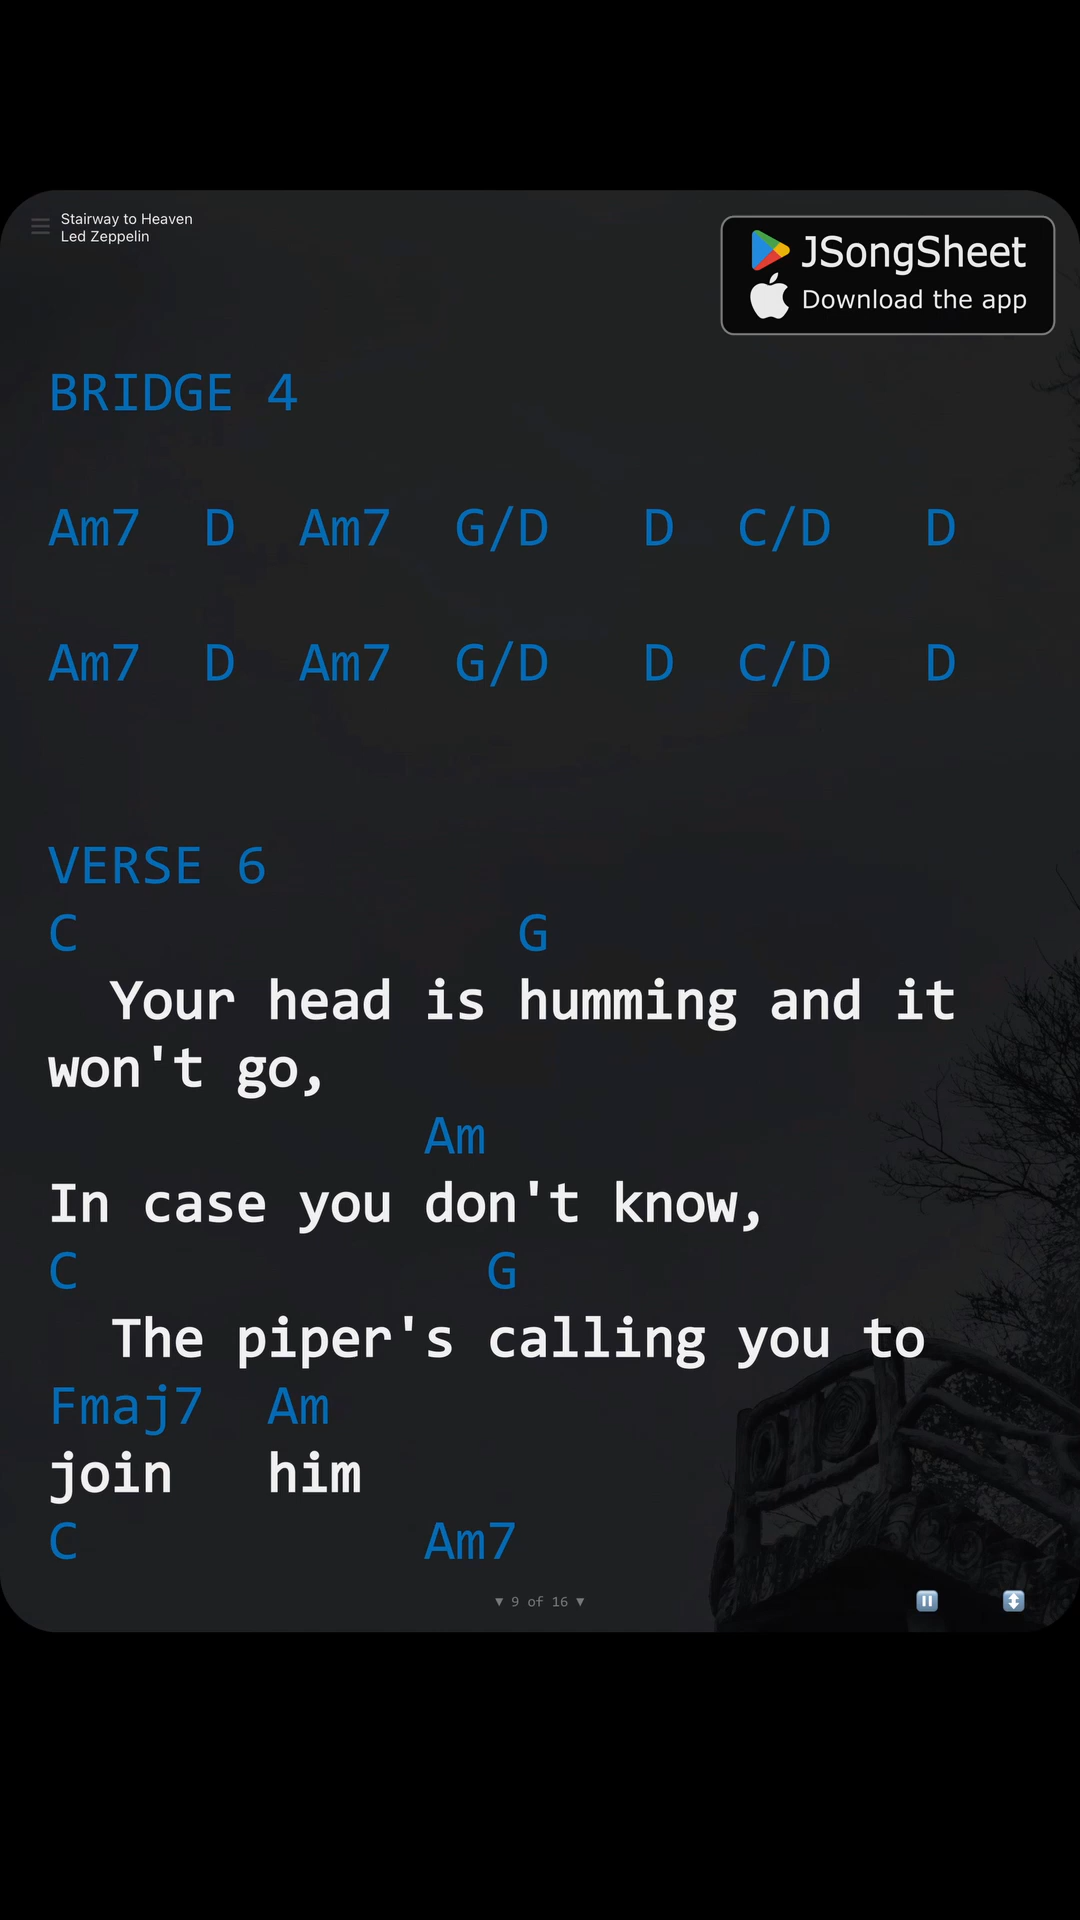 Stairway to Heaven
Led Zeppelin
JSongSheet
Download the app
BRIDGE 4
Am7  D  Am7  G/D   D  C/D   D
Am7  D  Am7  G/D   D  C/D   D
VERSE 6
C                             G
Your head is humming and it
won't go,
Am
In case you don't know,
C                           G
The piper's calling you to
Fmaj7  Am
join   him
C                      Am7
▼ 9 of 16 ▼